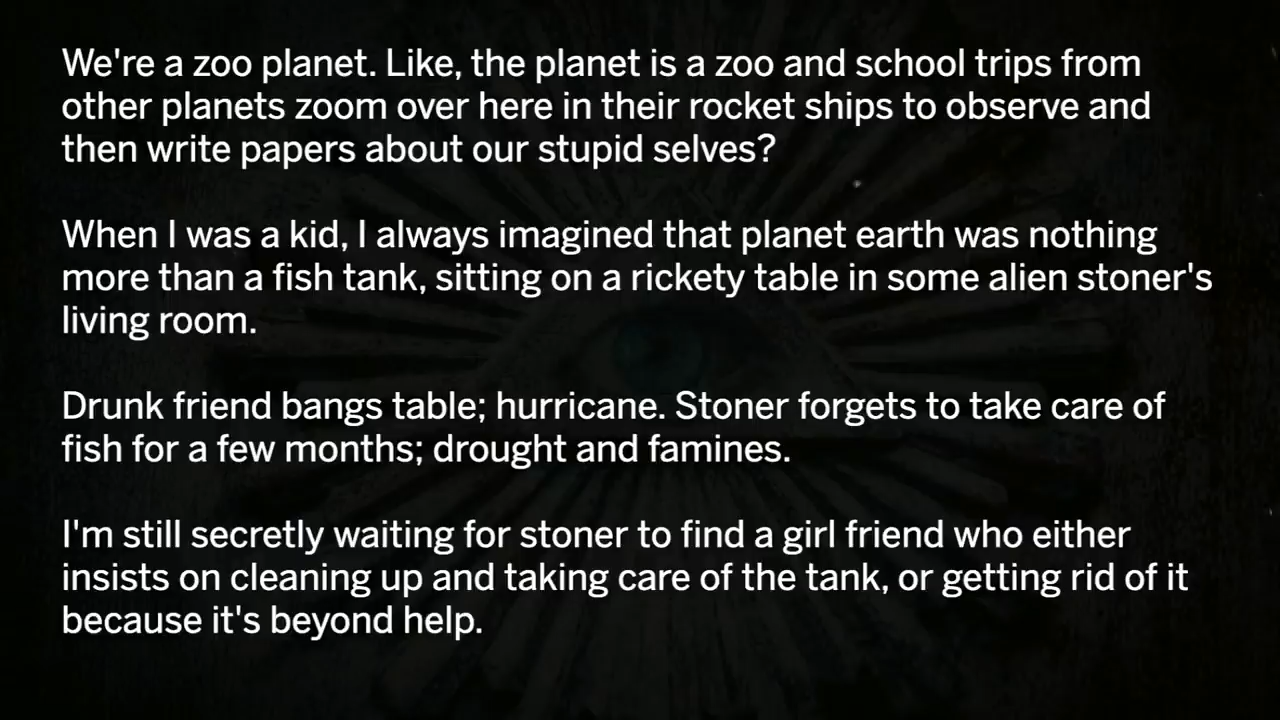 We're a zoo planet. Like, the planet is a zoo and school trips from
other planets zoom over here in their rocket ships to observe and
then write papers about our stupid selves?
When I was a kid, I always imagined that planet earth was nothing
more than a fish tank, sitting on a rickety table in some alien stoner's
living room.
Drunk friend bangs table; hurricane. Stoner forgets to take care of
fish for a few months; drought and famines.
I'm still secretly waiting for stoner to find a girl friend who either
insists on cleaning up and taking care of the tank, or getting rid of it
because it's beyond help.